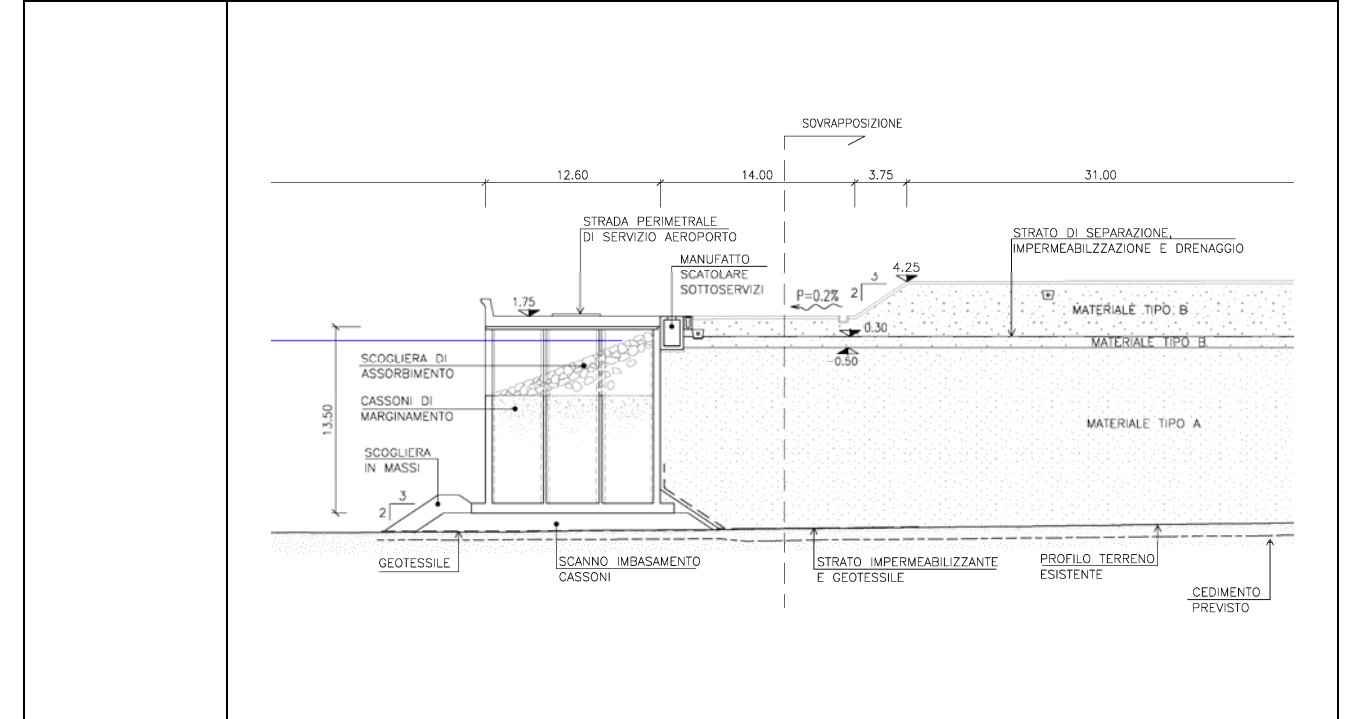 SOVRAPPOSIZIONE
12.60
14.00
3.75
31.00
STRADA PERIMETRALE
DI SERVIZIO AEROPORTO
MANUFATTO
SCATOLARE
SOTTOSERVIZI
STRATO DI SEPARAZIONE,
IMPERMEABILZZAZIONE E DRENAGGIO
4.25
3
2
P=0.2%
1.75
MATERIALE TIPO B
0.30
MATERIALE TIPO B
-0.50
SCOGLIERA DI
ASSORBIMENTO
CASSONI DI
MARGINAMENTO
13.50
MATERIALE TIPO A
SCOGLIERA
IN MASSI
3
2
GEOTESSILE
SCANNO IMBASAMENTO
CASSONI
STRATO IMPERMEABILIZZANTE
E GEOTESSILE
PROFILO TERRENO
ESISTENTE
CEDIMENTO
PREVISTO